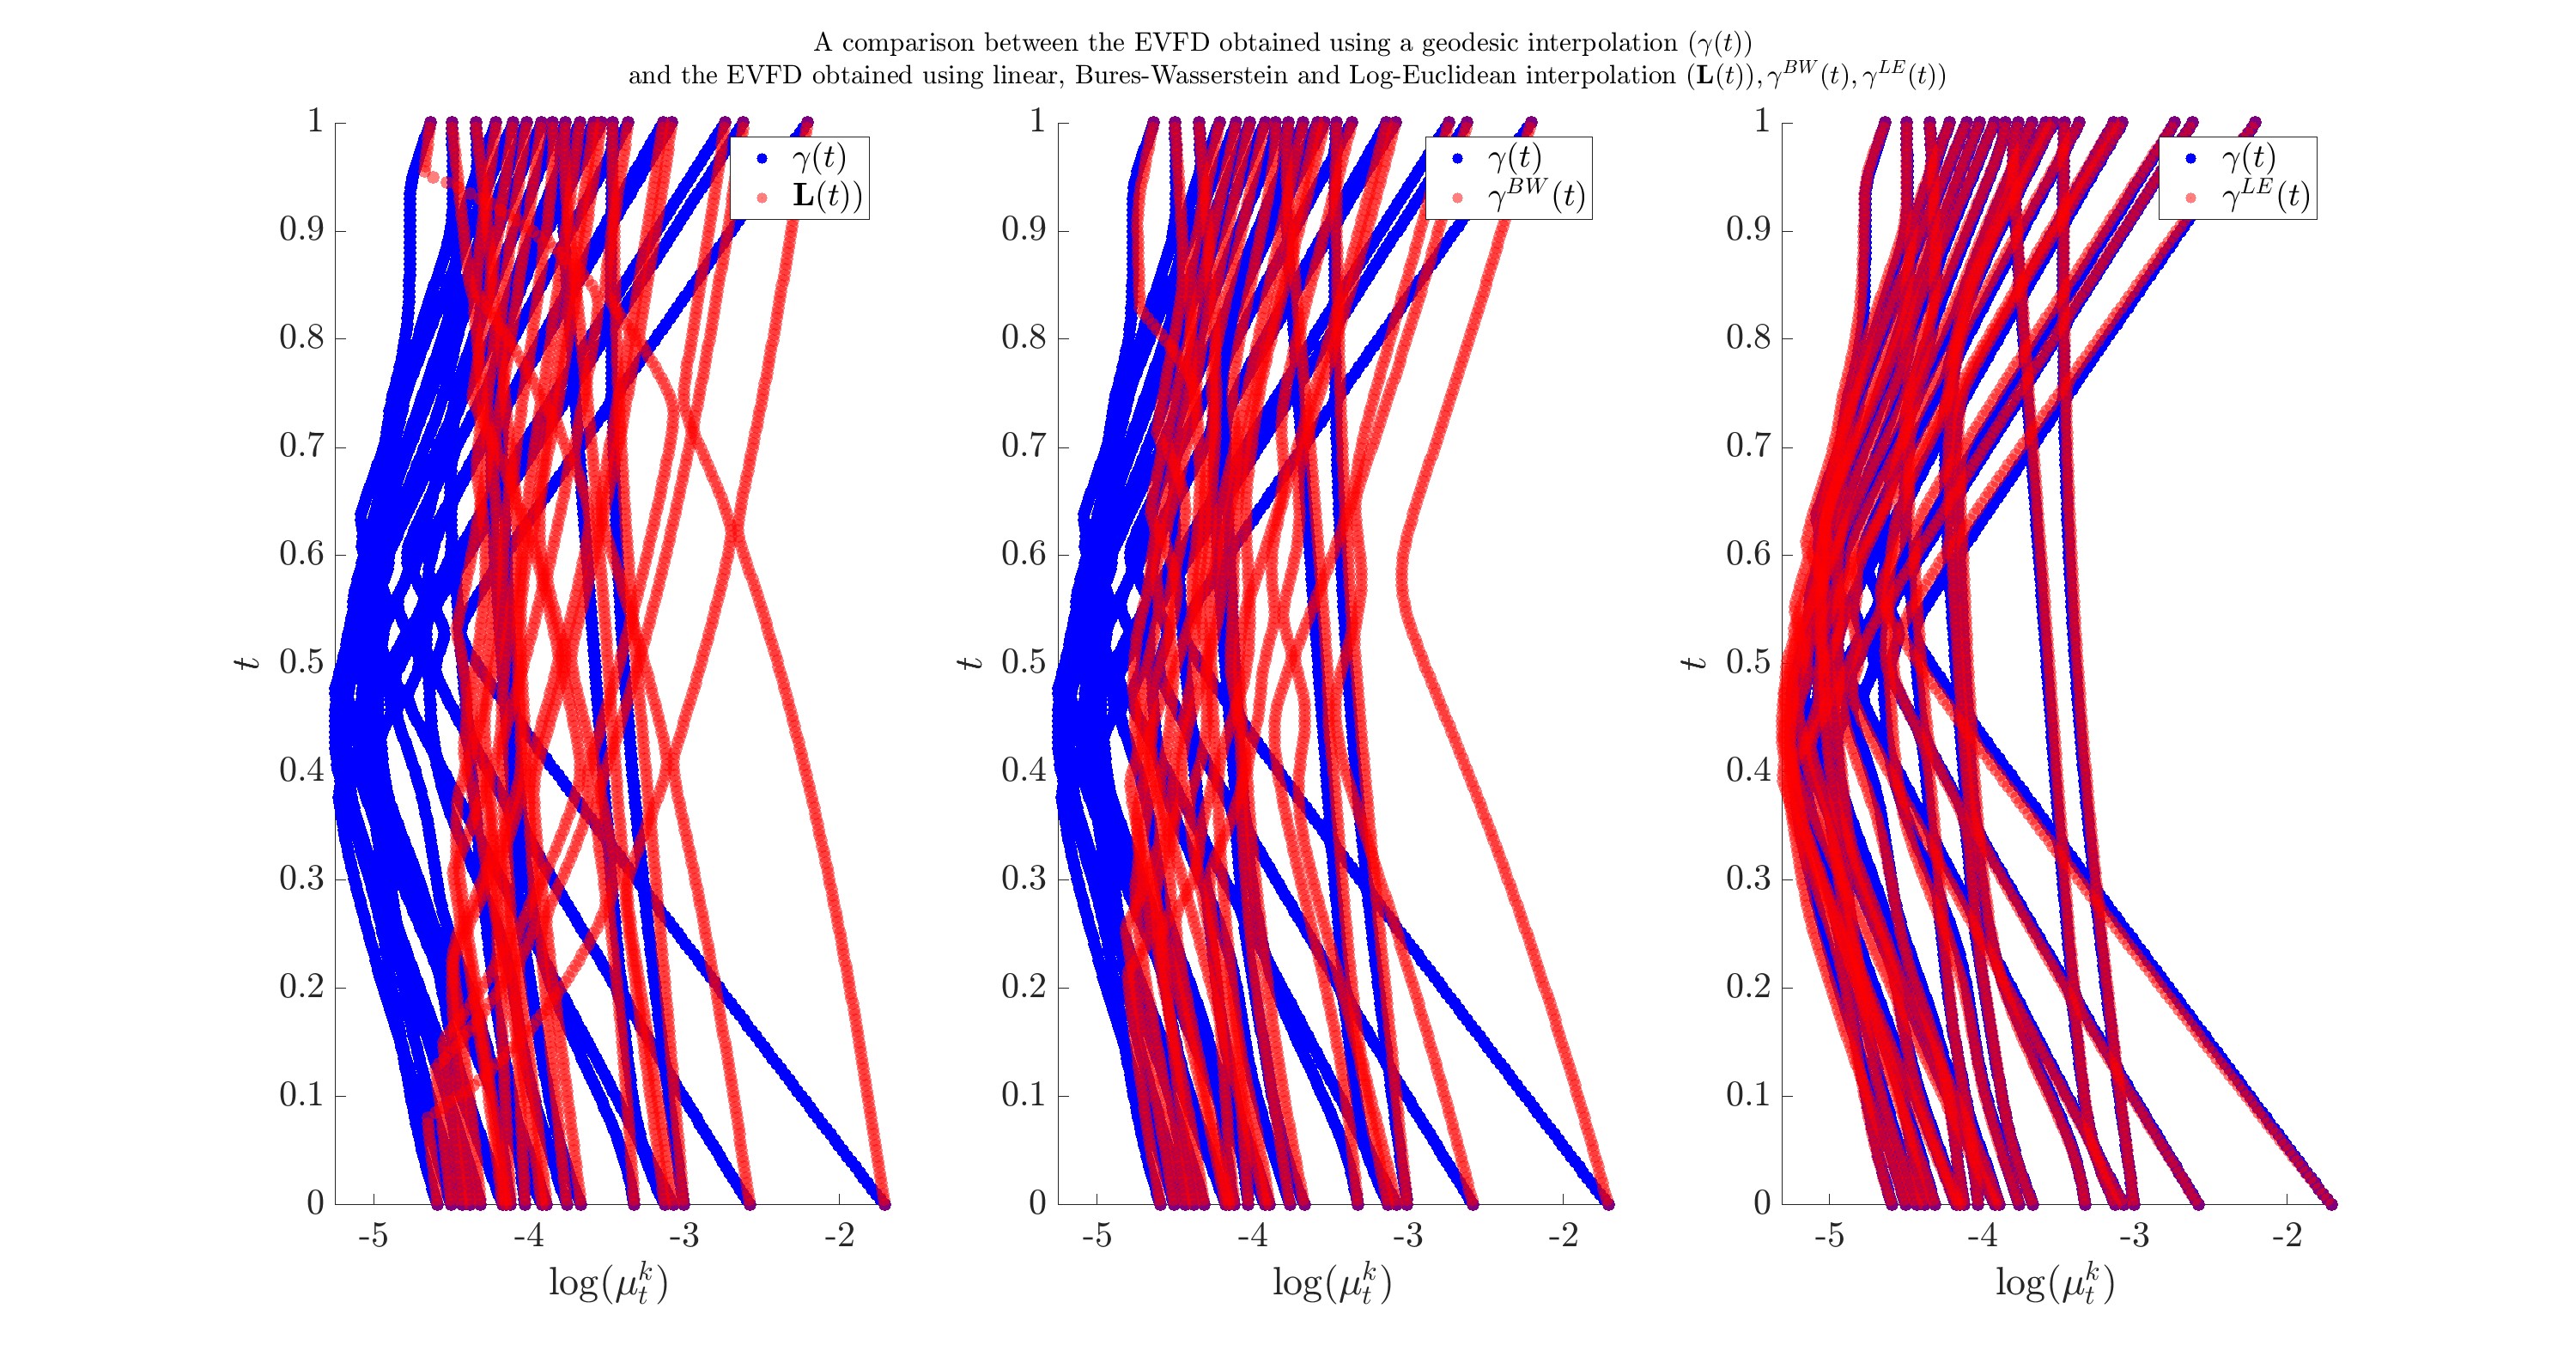 A comparison between the EVFD obtained using a geodesic interpolation (γ(t))
and the EVFD obtained using linear, Bures-Wasserstein and Log-Euclidean interpolation (L(t)), γ^{BW}(t), γ^{LE}(t))
1
0.9
0.8
0.7
0.6
0.5
0.4
0.3
0.2
0.1
0
t
-5 -4 -3 -2
log(μ_t^k)
γ(t)
L(t))
1
0.9
0.8
0.7
0.6
0.5
0.4
0.3
0.2
0.1
0
t
-5 -4 -3 -2
log(μ_t^k)
γ(t)
γ^{BW}(t)
1
0.9
0.8
0.7
0.6
0.5
0.4
0.3
0.2
0.1
0
t
-5 -4 -3 -2
log(μ_t^k)
γ(t)
γ^{LE}(t)